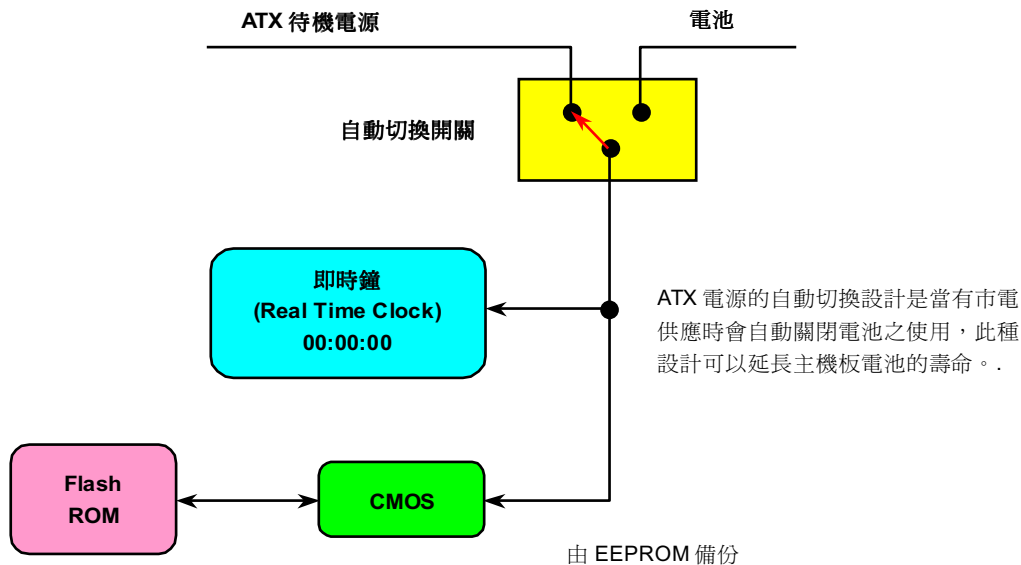 ATX 待機電源
電池
自動切換開關
即時鐘
(Real Time Clock)
00:00:00
ATX 電源的自動切換設計是當有市電
供應時會自動關閉電池之使用,此種
設計可以延長主機板電池的壽命。.
Flash
ROM
CMOS
由 EEPROM 備份